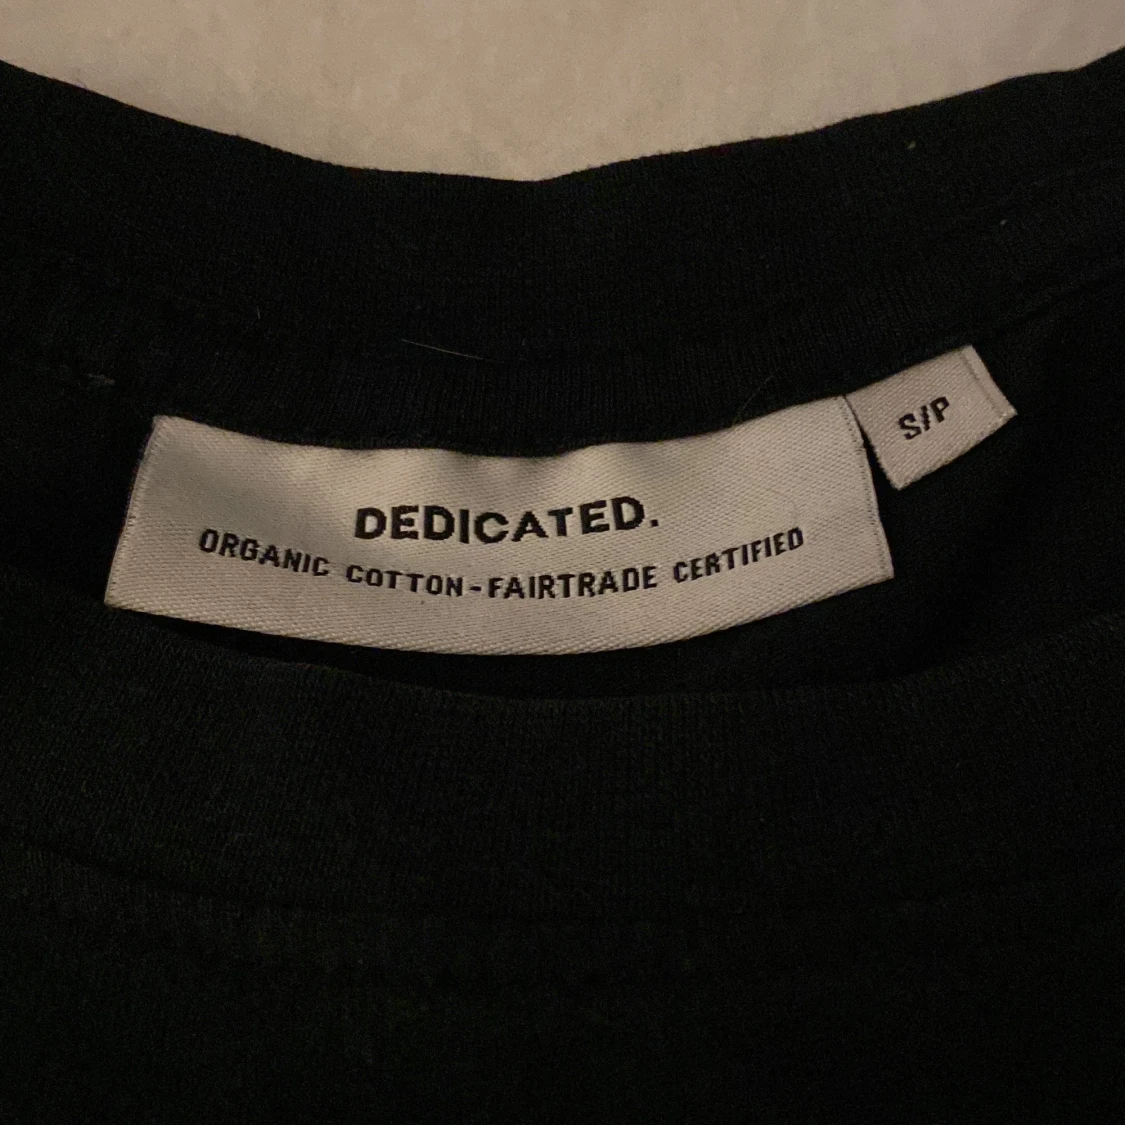 DEDICATED.
ORGANIC COTTON-FAIRTRADE CERTIFIED
S/P